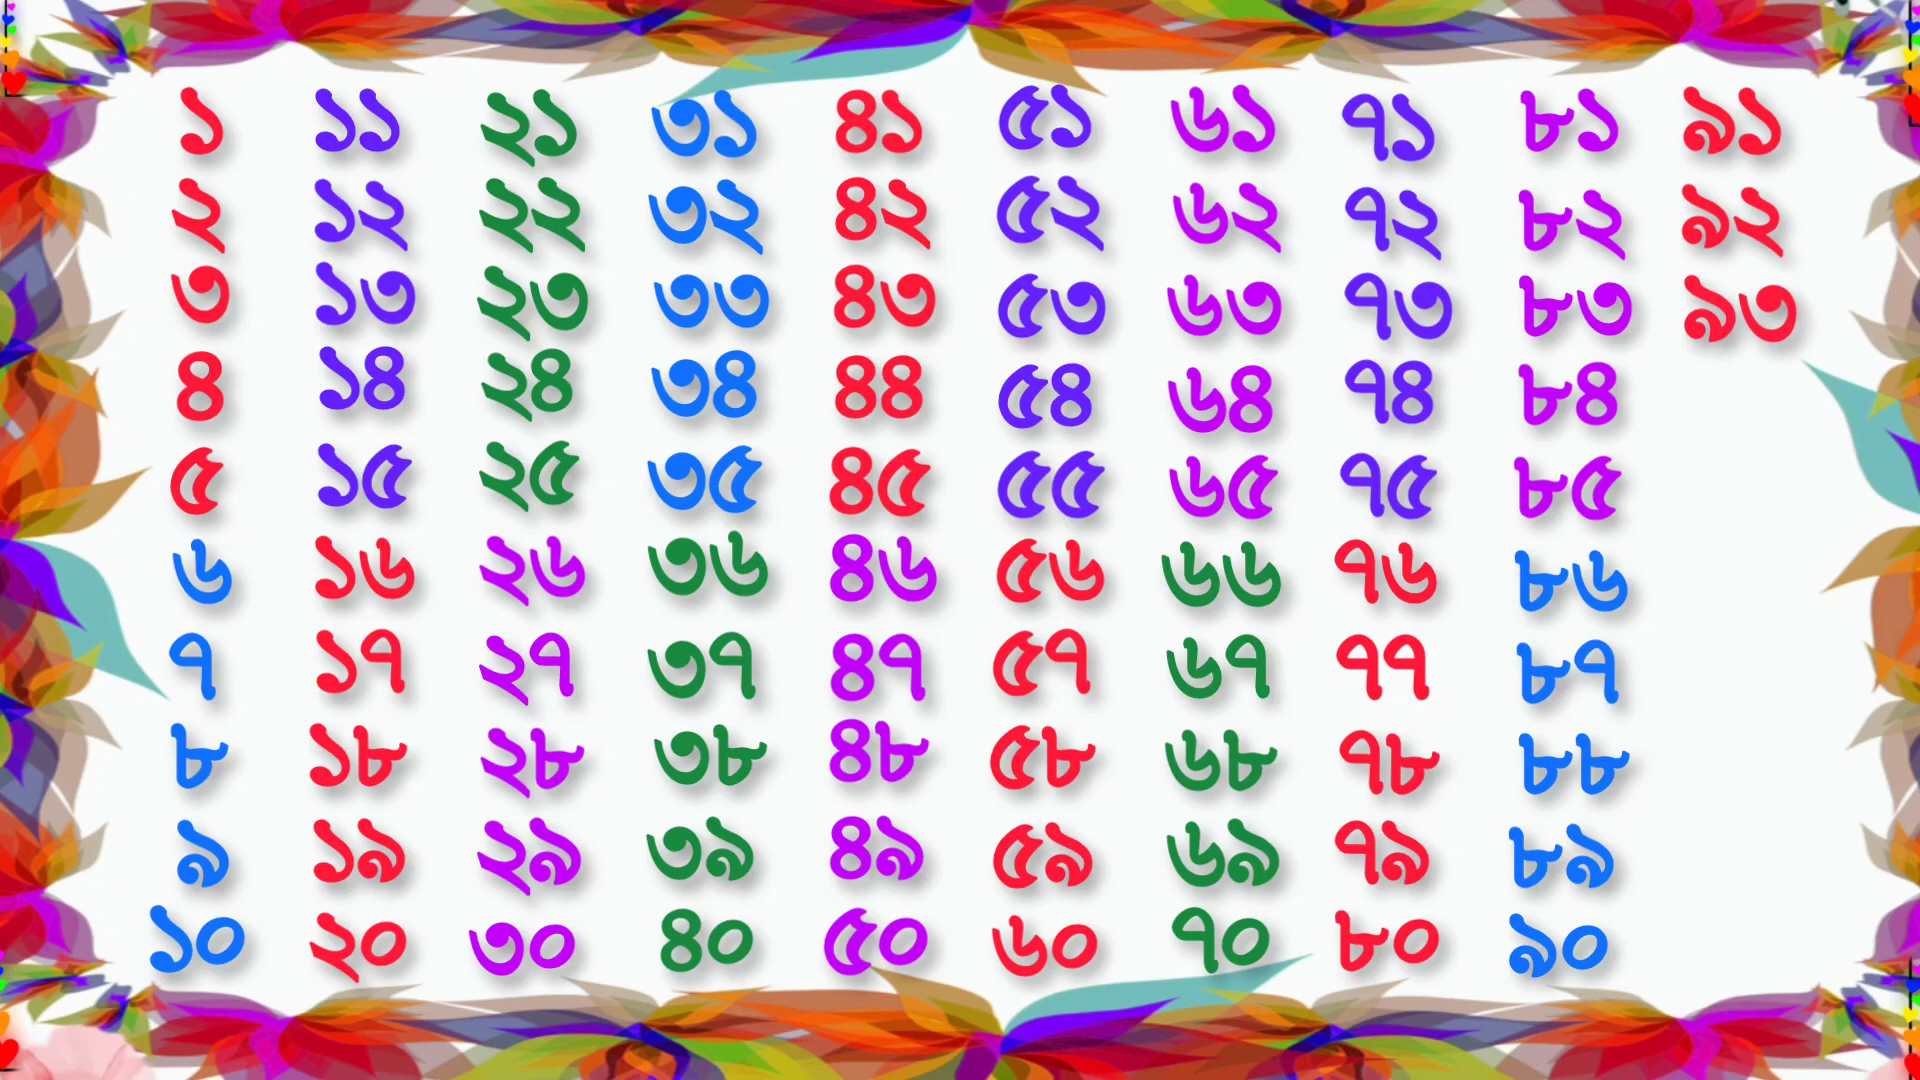 ১ ১১ ২১ ৩১ ৪১ ৫১ ৬১ ৭১ ৮১ ৯১
২ ১২ ২২ ৩২ ৪২ ৫২ ৬২ ৭২ ৮২ ৯২
৩ ১৩ ২৩ ৩৩ ৪৩ ৫৩ ৬৩ ৭৩ ৮৩ ৯৩
৪ ১৪ ২৪ ৩৪ ৪৪ ৫৪ ৬৪ ৭৪ ৮৪
৫ ১৫ ২৫ ৩৫ ৪৫ ৫৫ ৬৫ ৭৫ ৮৫
৬ ১৬ ২৬ ৩৬ ৪৬ ৫৬ ৬৬ ৭৬ ৮৬
৭ ১৭ ২৭ ৩৭ ৪৭ ৫৭ ৬৭ ৭৭ ৮৭
৮ ১৮ ২৮ ৩৮ ৪৮ ৫৮ ৬৮ ৭৮ ৮৮
৯ ১৯ ২৯ ৩৯ ৪৯ ৫৯ ৬৯ ৭৯ ৮৯
১০ ২০ ৩০ ৪০ ৫০ ৬০ ৭০ ৮০ ৯০